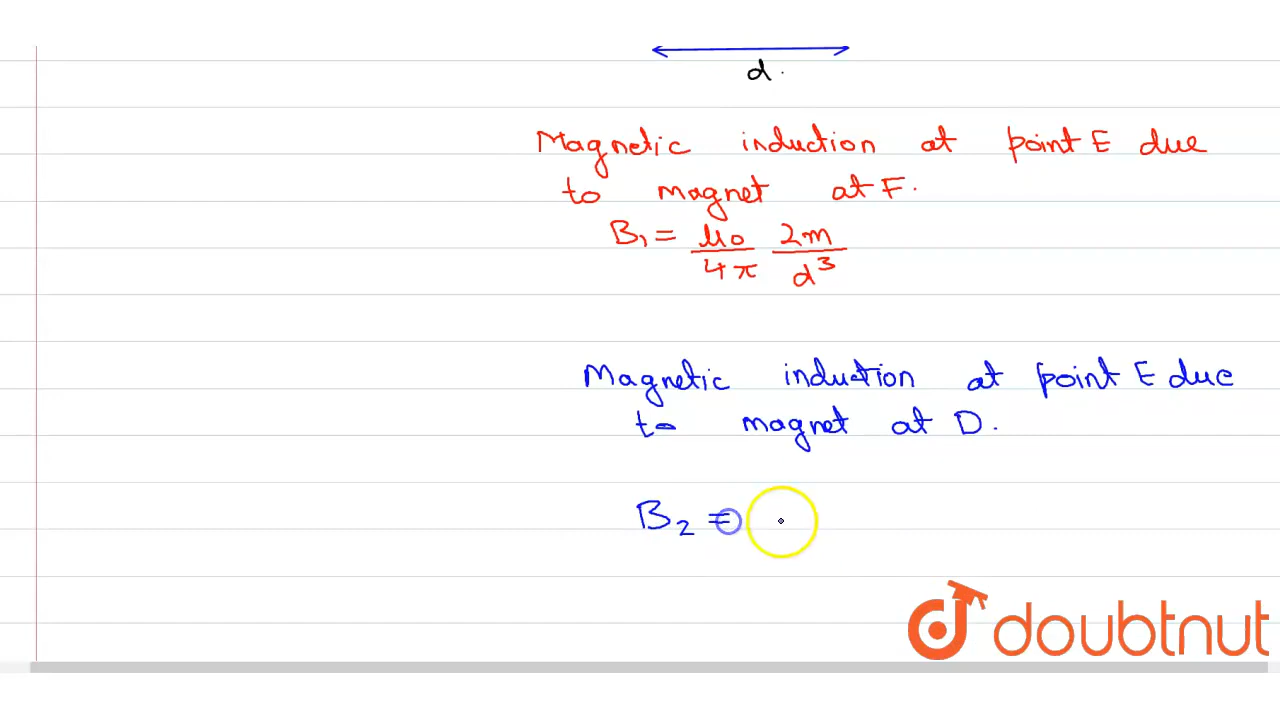 d.
Magnetic induction at point E due
to magnet at F.
B₁ = μ₀/4π 2m/d³
Magnetic induction at point E due
to magnet at D.
B₂ =
doubtnut